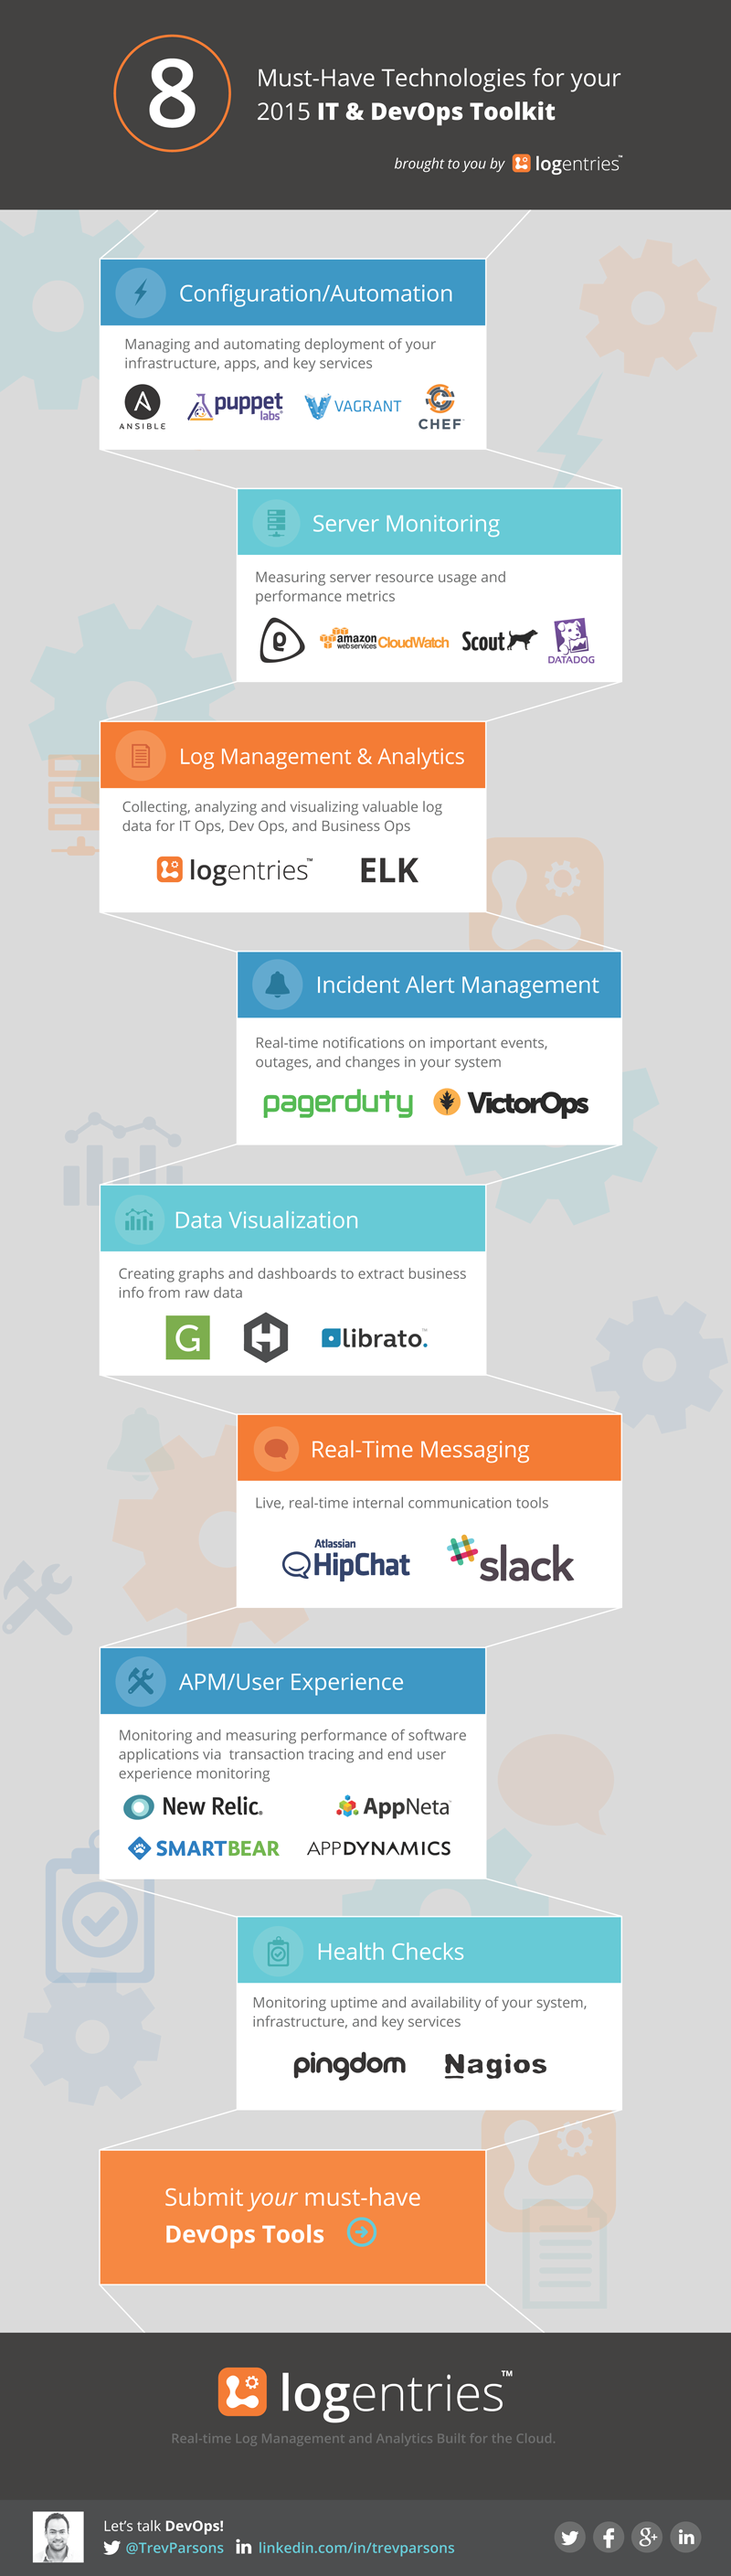 8
Must-Have Technologies for your
2015 IT & DevOps Toolkit
brought to you by logentries™
Configuration/Automation
Managing and automating deployment of your
infrastructure, apps, and key services
A
ANSIBLE
puppet
labs
VAGRANT
CHEF
Server Monitoring
Measuring server resource usage and
performance metrics
amazon
web services CloudWatch
Scout
DATADOG
Log Management & Analytics
Collecting, analyzing and visualizing valuable log
data for IT Ops, Dev Ops, and Business Ops
logentries™ ELK
Incident Alert Management
Real-time notifications on important events,
outages, and changes in your system
pagerduty VictorOps
Data Visualization
Creating graphs and dashboards to extract business
info from raw data
G H librato.
Real-Time Messaging
Live, real-time internal communication tools
Atlassian
HipChat slack
APM/User Experience
Monitoring and measuring performance of software
applications via transaction tracing and end user
experience monitoring
New Relic. AppNeta
SMARTBEAR APPDYNAMICS
Health Checks
Monitoring uptime and availability of your system,
infrastructure, and key services
pingdom Nagios
Submit your must-have
DevOps Tools
logentries™
Real-time Log Management and Analytics Built for the Cloud.
Let's talk DevOps!
@TrevParsons in linkedin.com/in/trevparsons
f g+ in